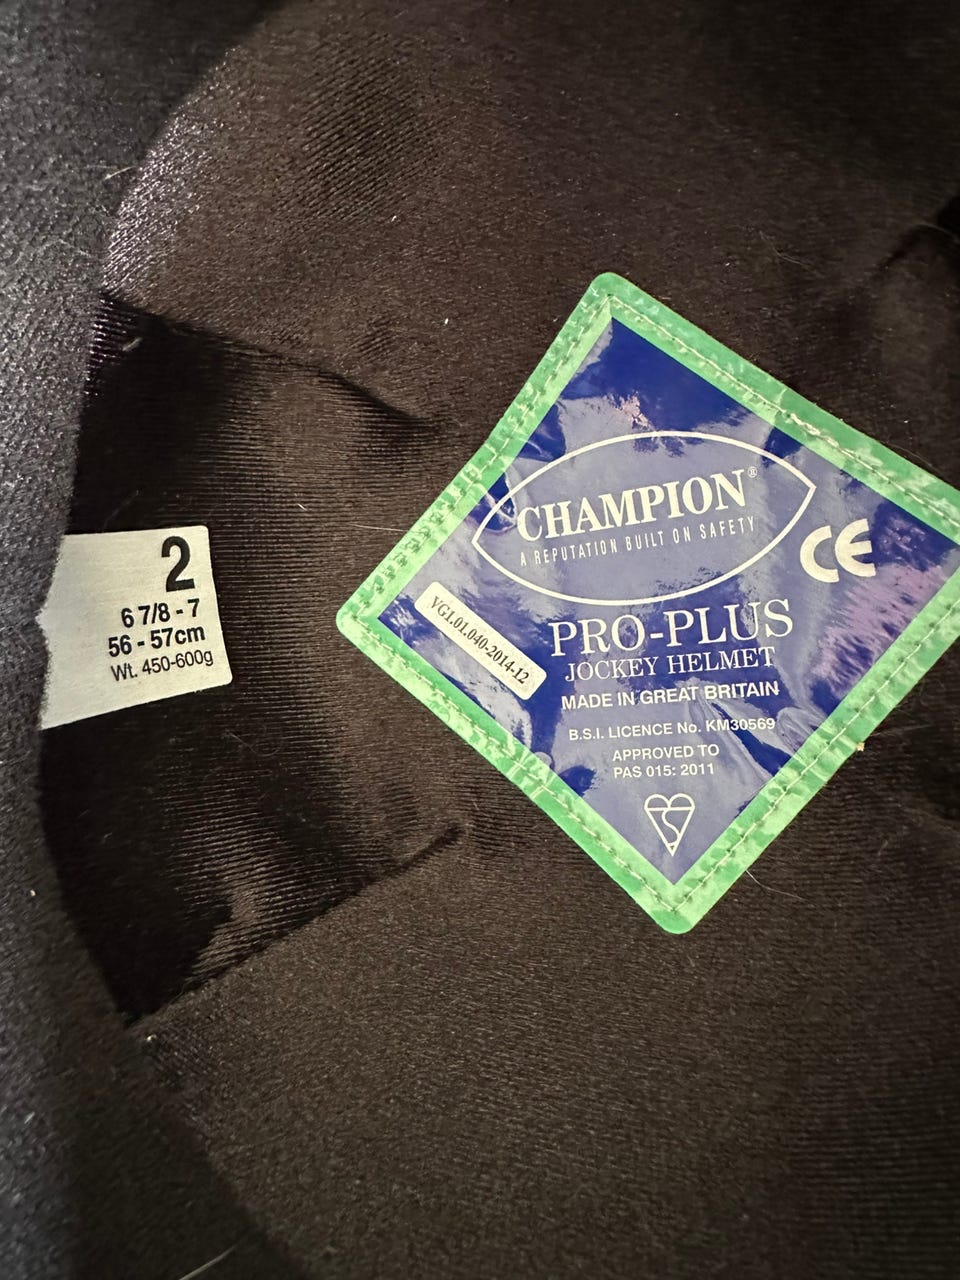 2
6 7/8 - 7
56 - 57cm
Wt. 450-600g
CHAMPION®
A REPUTATION BUILT ON SAFETY
CE
VG1.01.040-2014-12
PRO-PLUS
JOCKEY HELMET
MADE IN GREAT BRITAIN
B.S.I. LICENCE No. KM30569
APPROVED TO
PAS 015: 2011